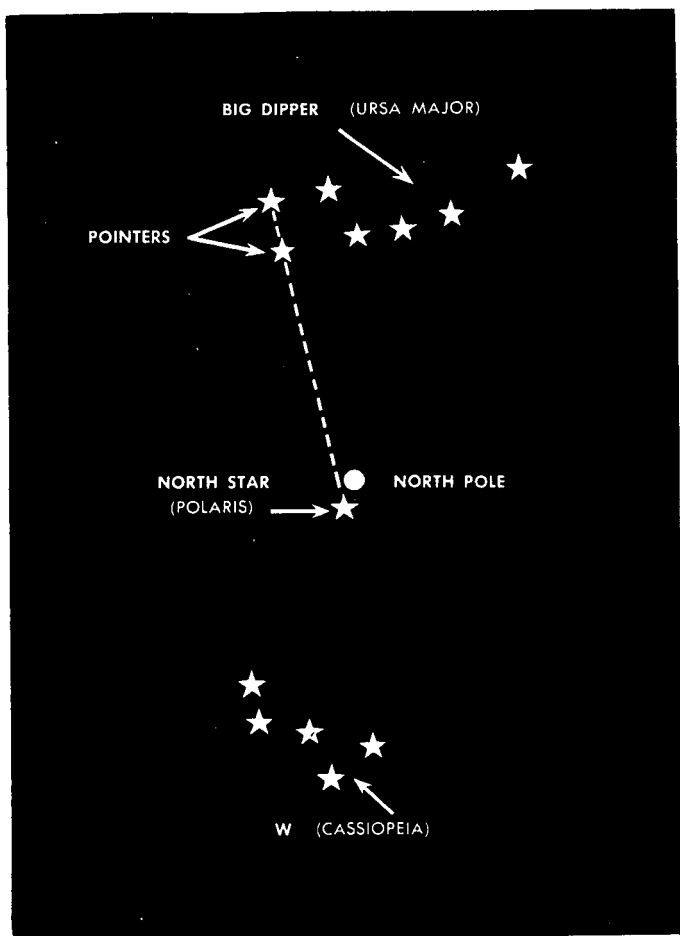 BIG DIPPER (URSA MAJOR)
POINTERS
NORTH STAR
(POLARIS)
NORTH POLE
W (CASSIOPEIA)